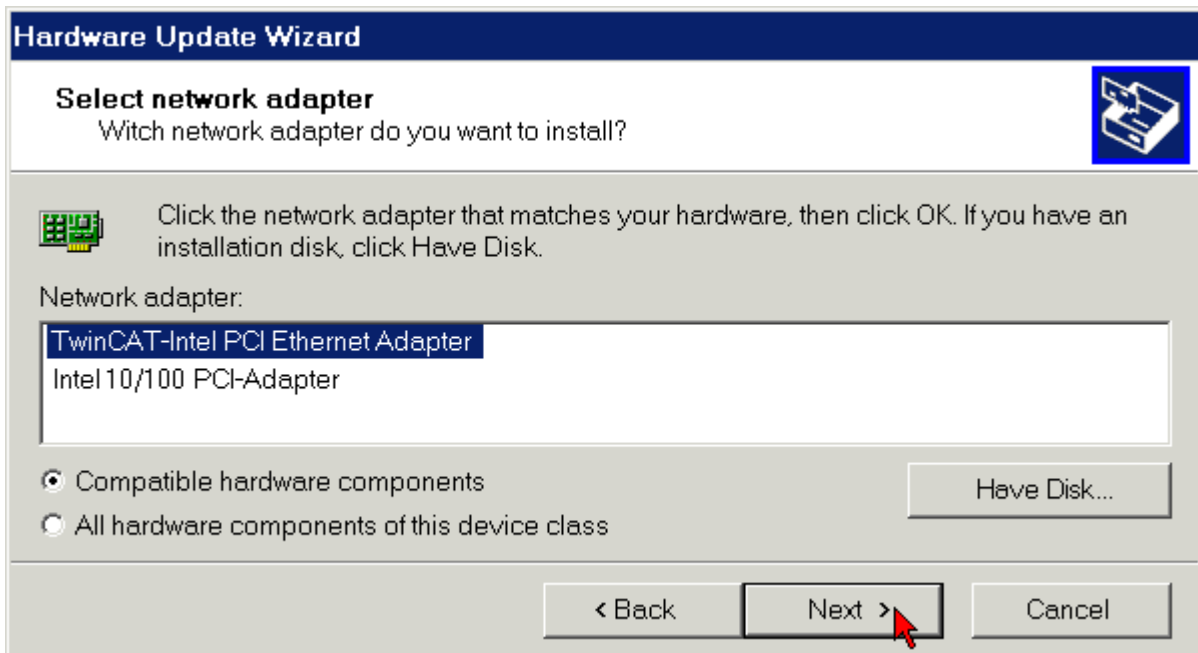 Hardware Update Wizard
Select network adapter
Witch network adapter do you want to install?
Click the network adapter that matches your hardware, then click OK. If you have an
installation disk, click Have Disk.
Network adapter:
TwinCAT-Intel PCI Ethernet Adapter
Intel 10/100 PCI-Adapter
Compatible hardware components
Have Disk...
All hardware components of this device class
< Back Next > Cancel